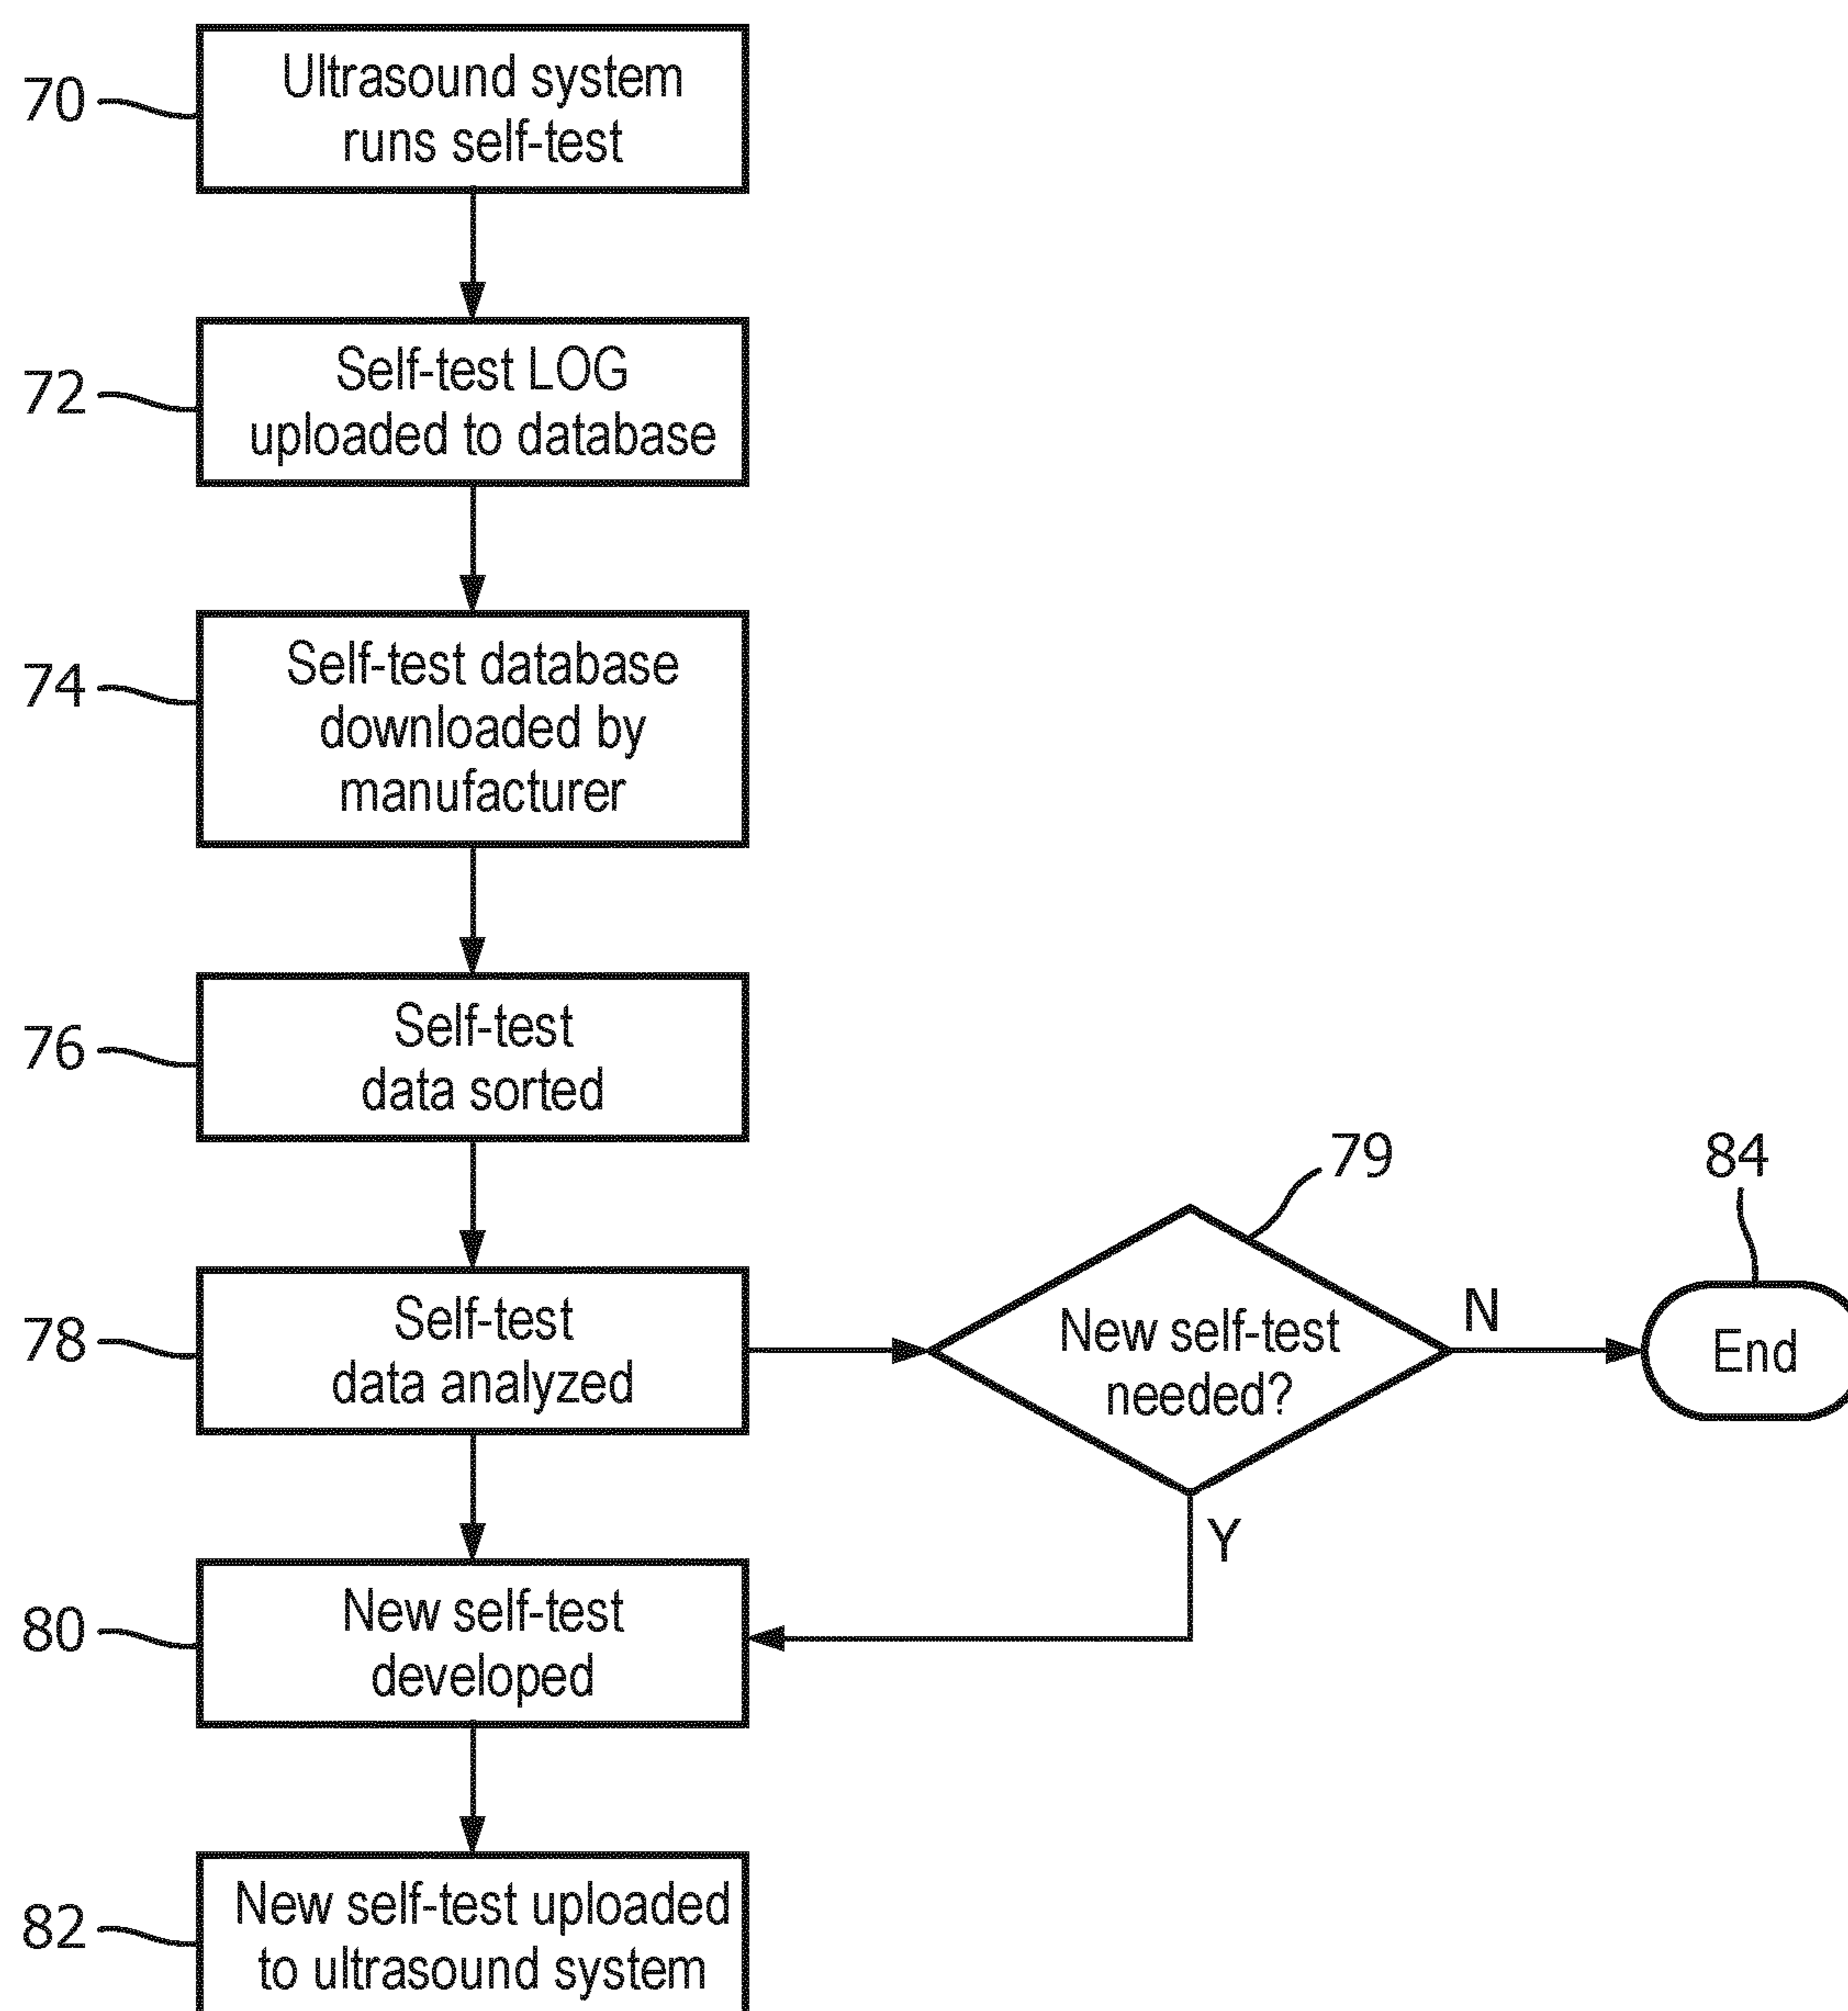 70
Ultrasound system
runs self-test
72
Self-test LOG
uploaded to database
74
Self-test database
downloaded by
manufacturer
76
Self-test
data sorted
78
Self-test
data analyzed
79
New self-test
needed?
N
84
End
Y
80
New self-test
developed
82
New self-test uploaded
to ultrasound system